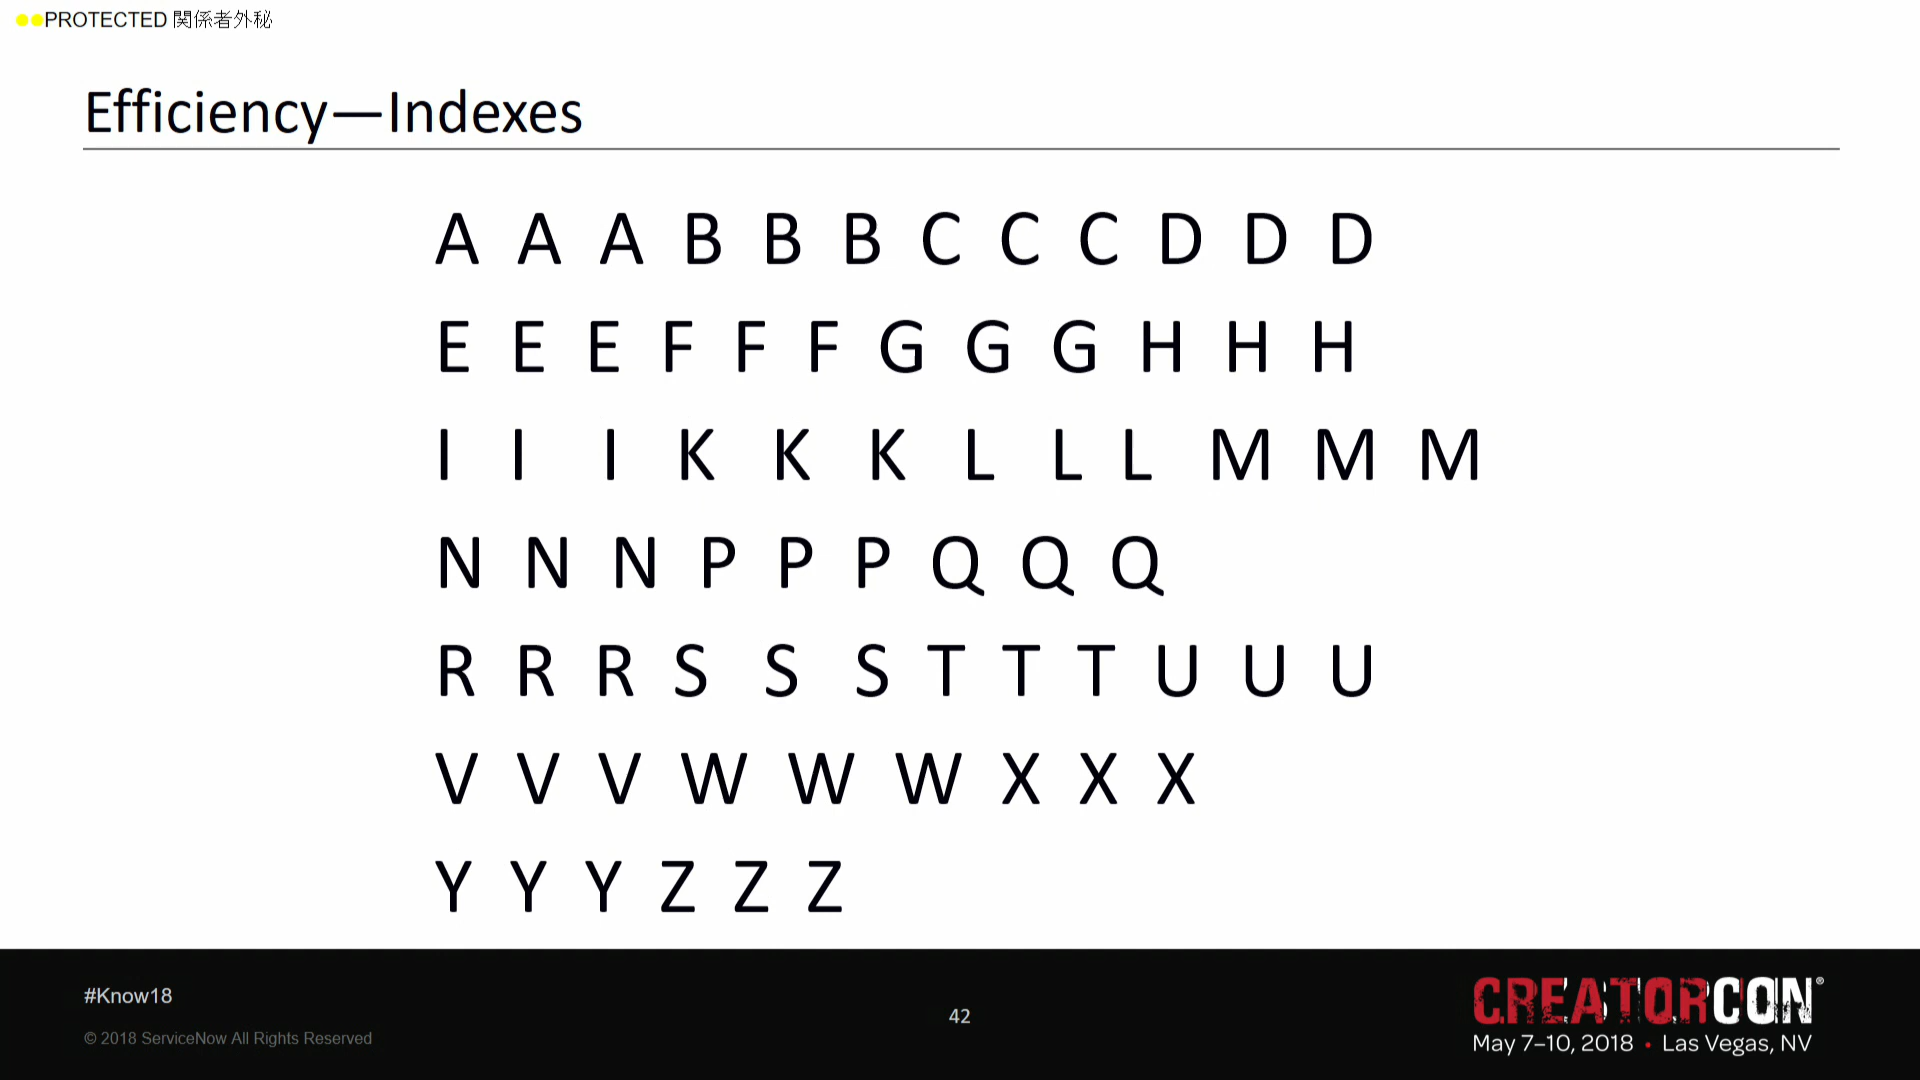 PROTECTED 関係者外秘
Efficiency—Indexes
A A A B B B C C C D D D
E E E F F F G G G H H H
I I I K K K L L L M M M
N N N P P P Q Q Q
R R R S S S T T T U U U
V V V W W W X X X
Y Y Y Z Z Z
#Know18
© 2018 ServiceNow All Rights Reserved
42
CREATORCON®
May 7–10, 2018 • Las Vegas, NV